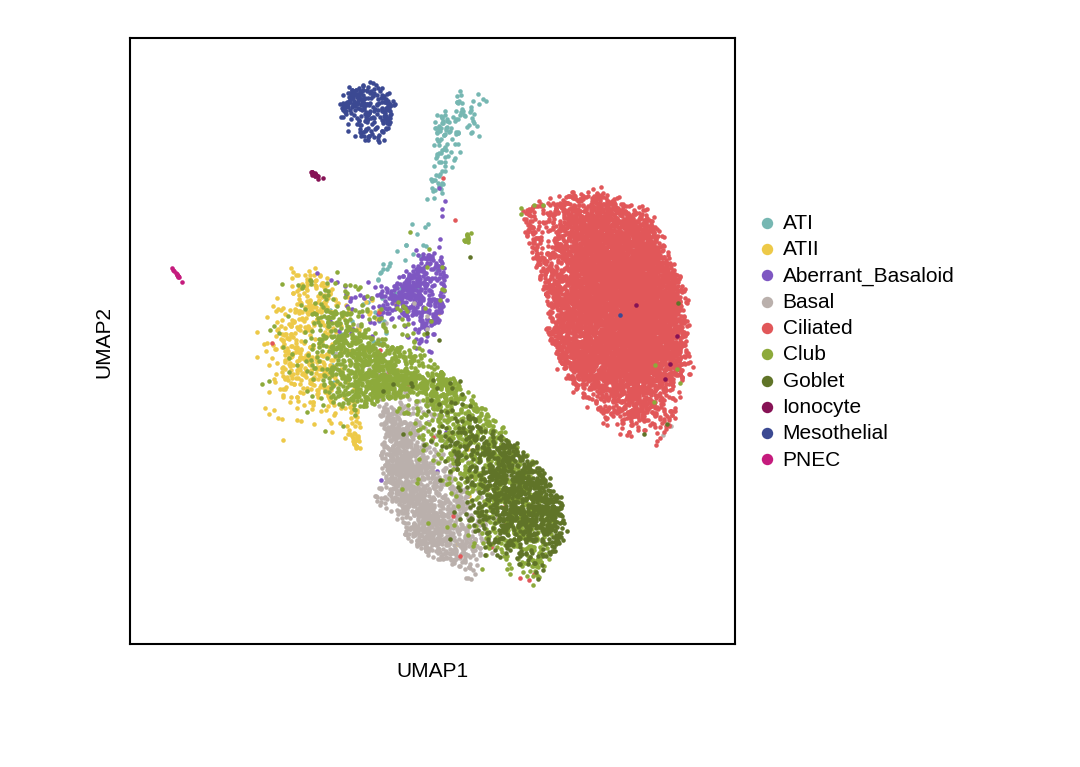 ATI
ATII
Aberrant_Basaloid
Basal
Ciliated
Club
Goblet
Ionocyte
Mesothelial
PNEC
UMAP2
UMAP1